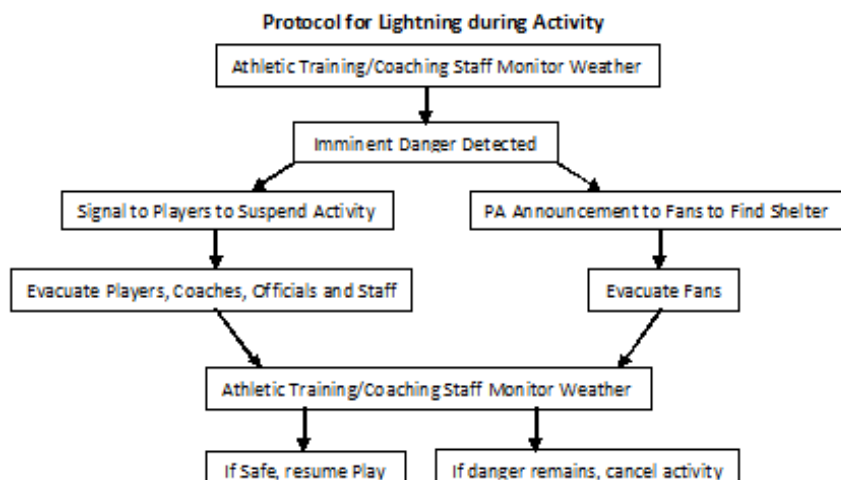 Protocol for Lightning during Activity
Athletic Training/Coaching Staff Monitor Weather
Imminent Danger Detected
Signal to Players to Suspend Activity
PA Announcement to Fans to Find Shelter
Evacuate Players, Coaches, Officials and Staff
Evacuate Fans
Athletic Training/Coaching Staff Monitor Weather
If Safe, resume Play
If danger remains, cancel activity